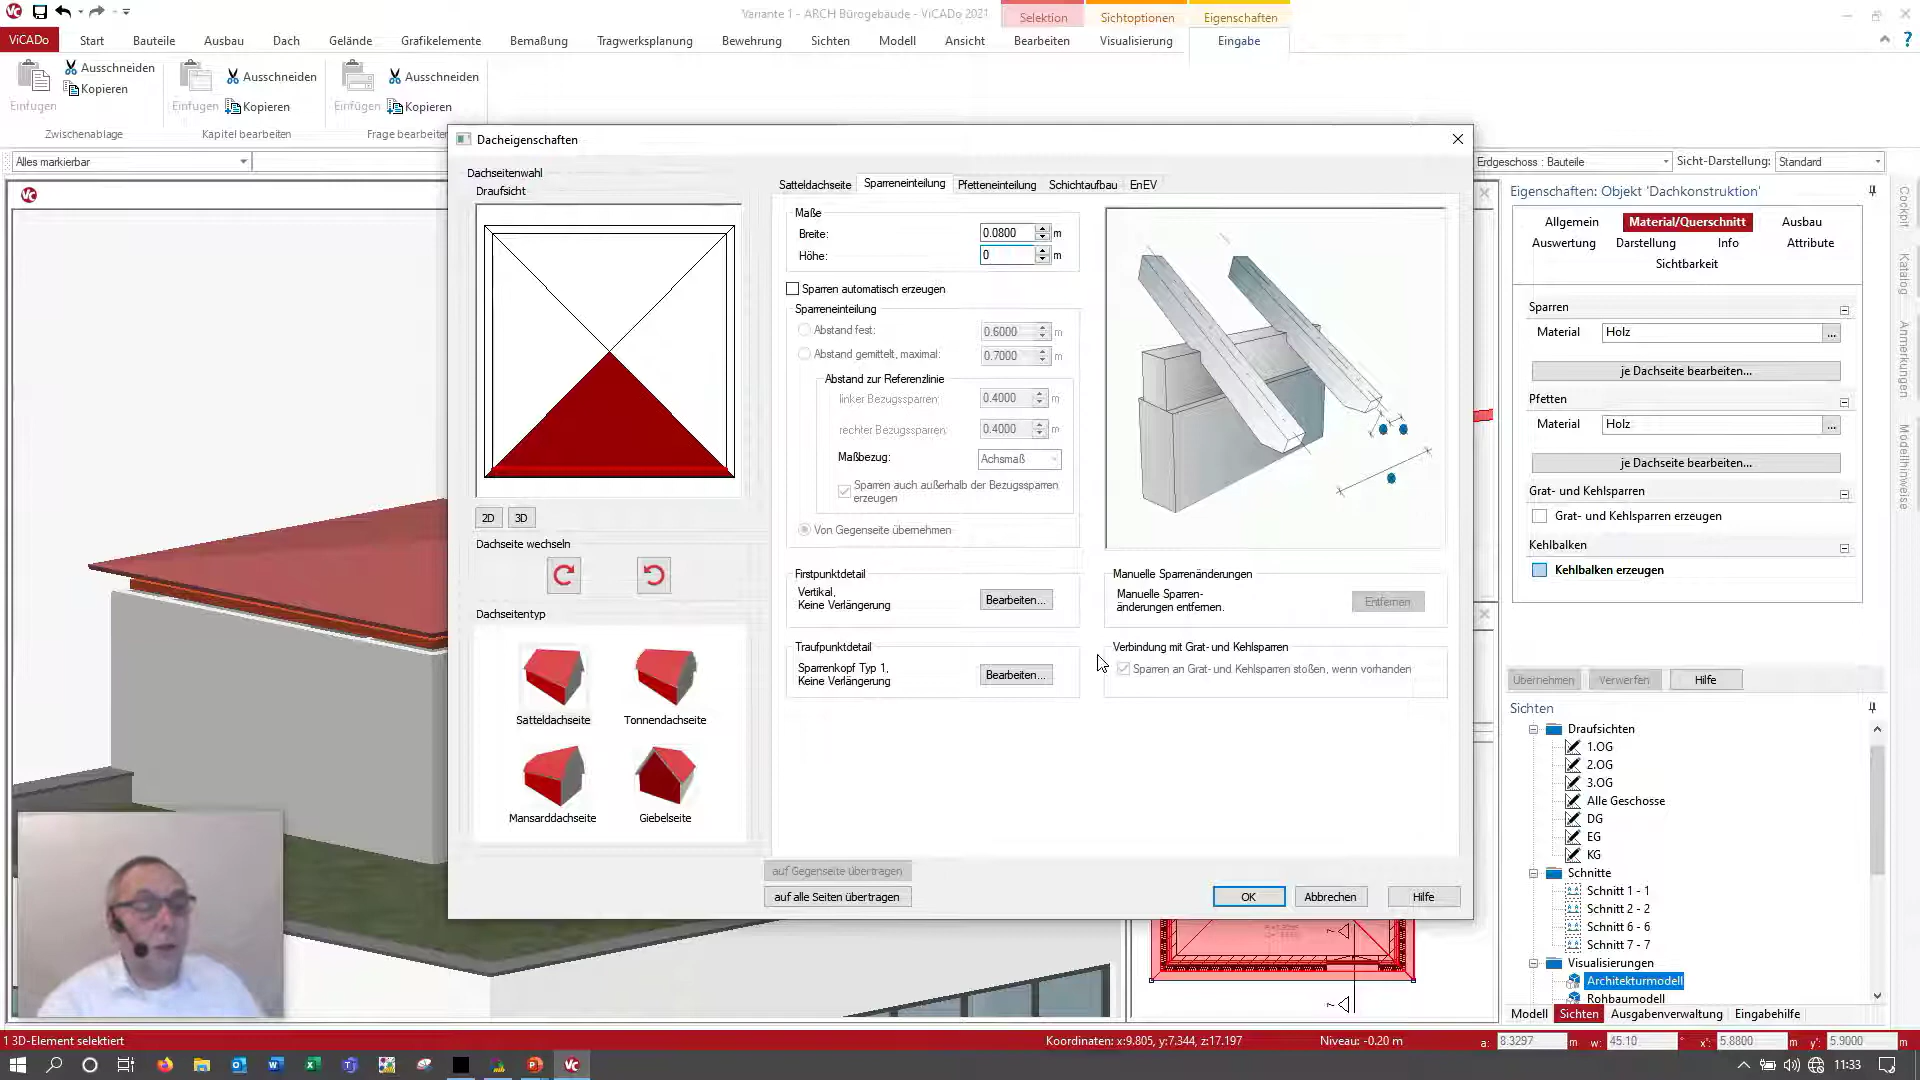 Variante 1 - ARCH Bürogebäude - ViCADo 2021
Selektion
Sichtoptionen
Eigenschaften
ViCADo
Start
Bauteile
Ausbau
Dach
Gelände
Grafikelemente
Bemaßung
Tragwerksplanung
Bewehrung
Sichten
Modell
Ansicht
Bearbeiten
Visualisierung
Eingabe
Einfügen
Ausschneiden
Kopieren
Zwischenablage
Einfügen
Ausschneiden
Kopieren
Kapitel bearbeiten
Einfügen
Ausschneiden
Kopieren
Frage bearbeiten
Alles markierbar
Erdgeschoss : Bauteile
Sicht-Darstellung:
Standard
Dacheigenschaften
Dachseitenwahl
Draufsicht
2D
3D
Dachseite wechseln
Dachseitentyp
Satteldachseite
Tonnendachseite
Mansarddachseite
Giebelseite
Satteldachseite
Sparreneinteilung
Pfetteneinteilung
Schichtaufbau
EnEV
Maße
Breite:
0.0800
m
Höhe:
0
m
Sparren automatisch erzeugen
Sparreneinteilung
Abstand fest:
0.6000
m
Abstand gemittelt, maximal:
0.7000
m
Abstand zur Referenzlinie
linker Bezugssparren:
0.4000
m
rechter Bezugssparren:
0.4000
m
Maßbezug:
Achsmaß
Sparren auch außerhalb der Bezugssparren
erzeugen
Von Gegenseite übernehmen
Firstpunktdetail
Vertikal,
Keine Verlängerung
Bearbeiten...
Traufpunktdetail
Sparrenkopf Typ 1,
Keine Verlängerung
Bearbeiten...
Manuelle Sparrenänderungen
Manuelle Sparren-
änderungen entfernen.
Entfernen
Verbindung mit Grat- und Kehlsparren
Sparren an Grat- und Kehlsparren stoßen, wenn vorhanden
auf Gegenseite übertragen
auf alle Seiten übertragen
OK
Abbrechen
Hilfe
Eigenschaften: Objekt 'Dachkonstruktion'
Allgemein
Material/Querschnitt
Ausbau
Auswertung
Darstellung
Info
Attribute
Sichtbarkeit
Sparren
Material
Holz
...
je Dachseite bearbeiten...
Pfetten
Material
Holz
...
je Dachseite bearbeiten...
Grat- und Kehlsparren
Grat- und Kehlsparren erzeugen
Kehlbalken
Kehlbalken erzeugen
Übernehmen
Verwerfen
Hilfe
Sichten
Draufsichten
1.OG
2.OG
3.OG
Alle Geschosse
DG
EG
KG
Schnitte
Schnitt 1 - 1
Schnitt 2 - 2
Schnitt 6 - 6
Schnitt 7 - 7
Visualisierungen
Architekturmodell
Rohbaumodell
Modell
Sichten
Ausgabenverwaltung
Eingabehilfe
Cockpit
Katalog
Anmerkungen
Modellhinweise
1 3D-Element selektiert
Koordinaten: x:9.805, y:7.344, z:17.197
Niveau: -0.20 m
a:
8.3297
m
w:
45.10
°
x':
5.8800
m
y':
5.9000
m
11:33